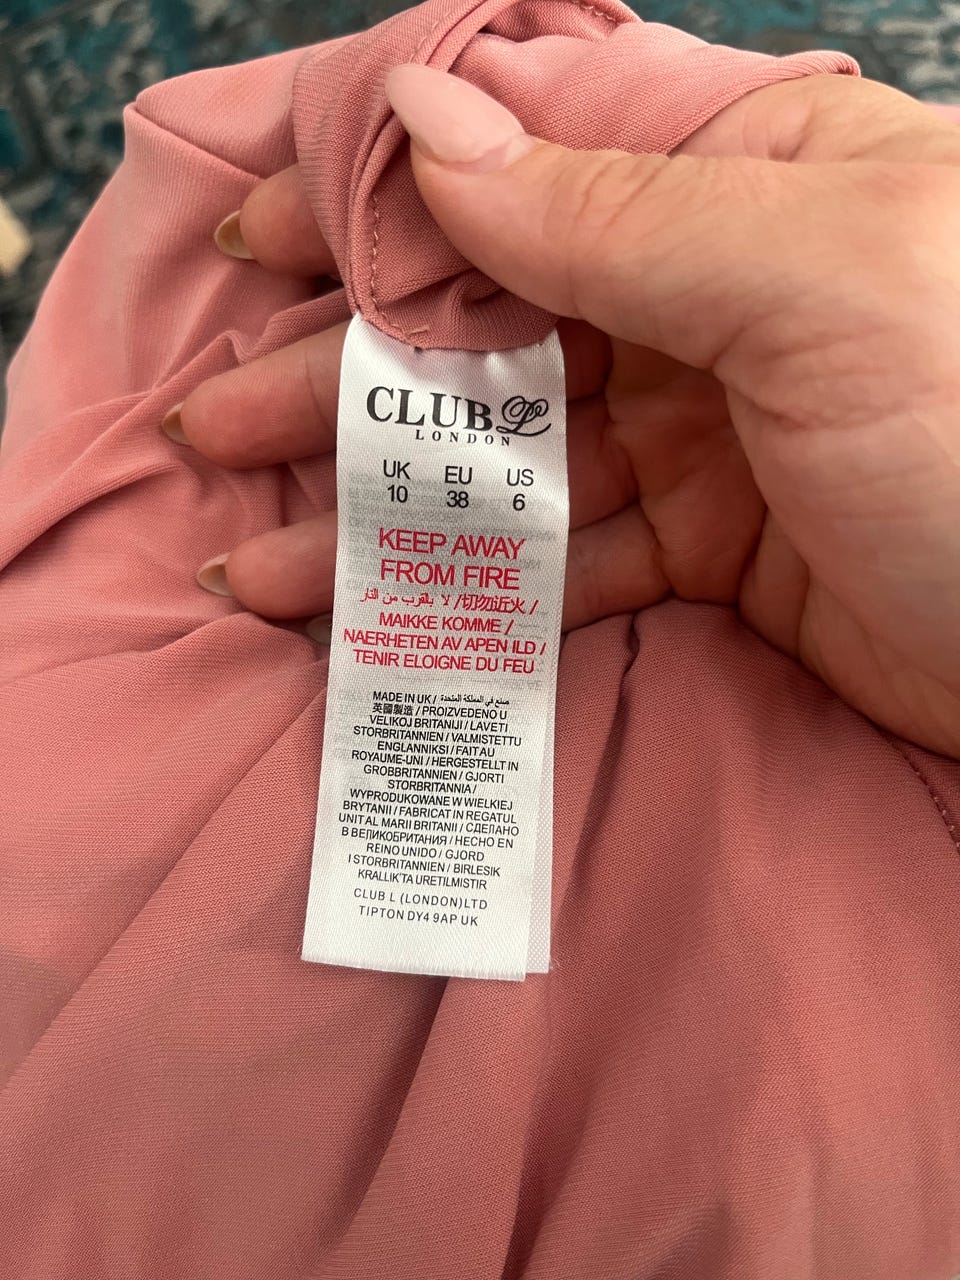 CLUB L
LONDON
UK EU US
10 38 6
KEEP AWAY
FROM FIRE
لا بالقرب من النار /切勿近火 /
MAIKKE KOMME /
NAERHETEN AV APEN ILD /
TENIR ELOIGNE DU FEU
MADE IN UK / صنع في المملكة المتحدة
英國製造 / PROIZVEDENO U
VELIKOJ BRITANIJI / LAVETI
STORBRITANNIEN / VALMISTETTU
ENGLANNIKSI / FAIT AU
ROYAUME-UNI / HERGESTELLT IN
GROBBRITANNIEN / GJORTI
STORBRITANNIA /
WYPRODUKOWANE W WIELKIEJ
BRYTANII / FABRICAT IN REGATUL
UNIT AL MARII BRITANII / СДЕЛАНО
В ВЕЛИКОБРИТАНИЯ / HECHO EN
REINO UNIDO / GJORD
I STORBRITANNIEN / BIRLESIK
KRALLIK'TA URETILMISTIR
CLUB L (LONDON)LTD
TIPTON DY4 9AP UK